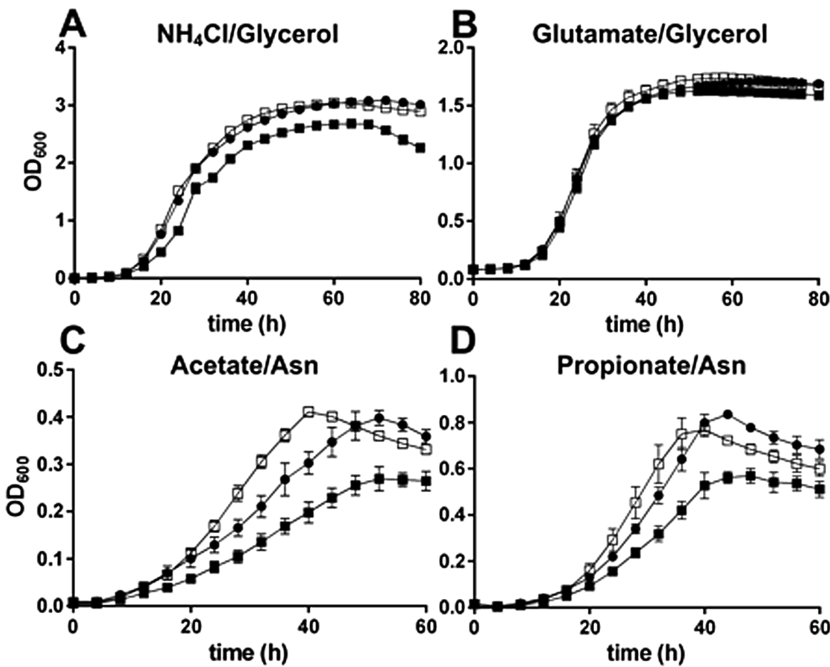 A NH₄Cl/Glycerol
OD₆₀₀
4
3
2
1
0
0 20 40 60 80
time (h)
B Glutamate/Glycerol
2.0
1.5
1.0
0.5
0.0
0 20 40 60 80
time (h)
C Acetate/Asn
OD₆₀₀
0.5
0.4
0.3
0.2
0.1
0.0
0 20 40 60
time (h)
D Propionate/Asn
1.0
0.8
0.6
0.4
0.2
0.0
0 20 40 60
time (h)